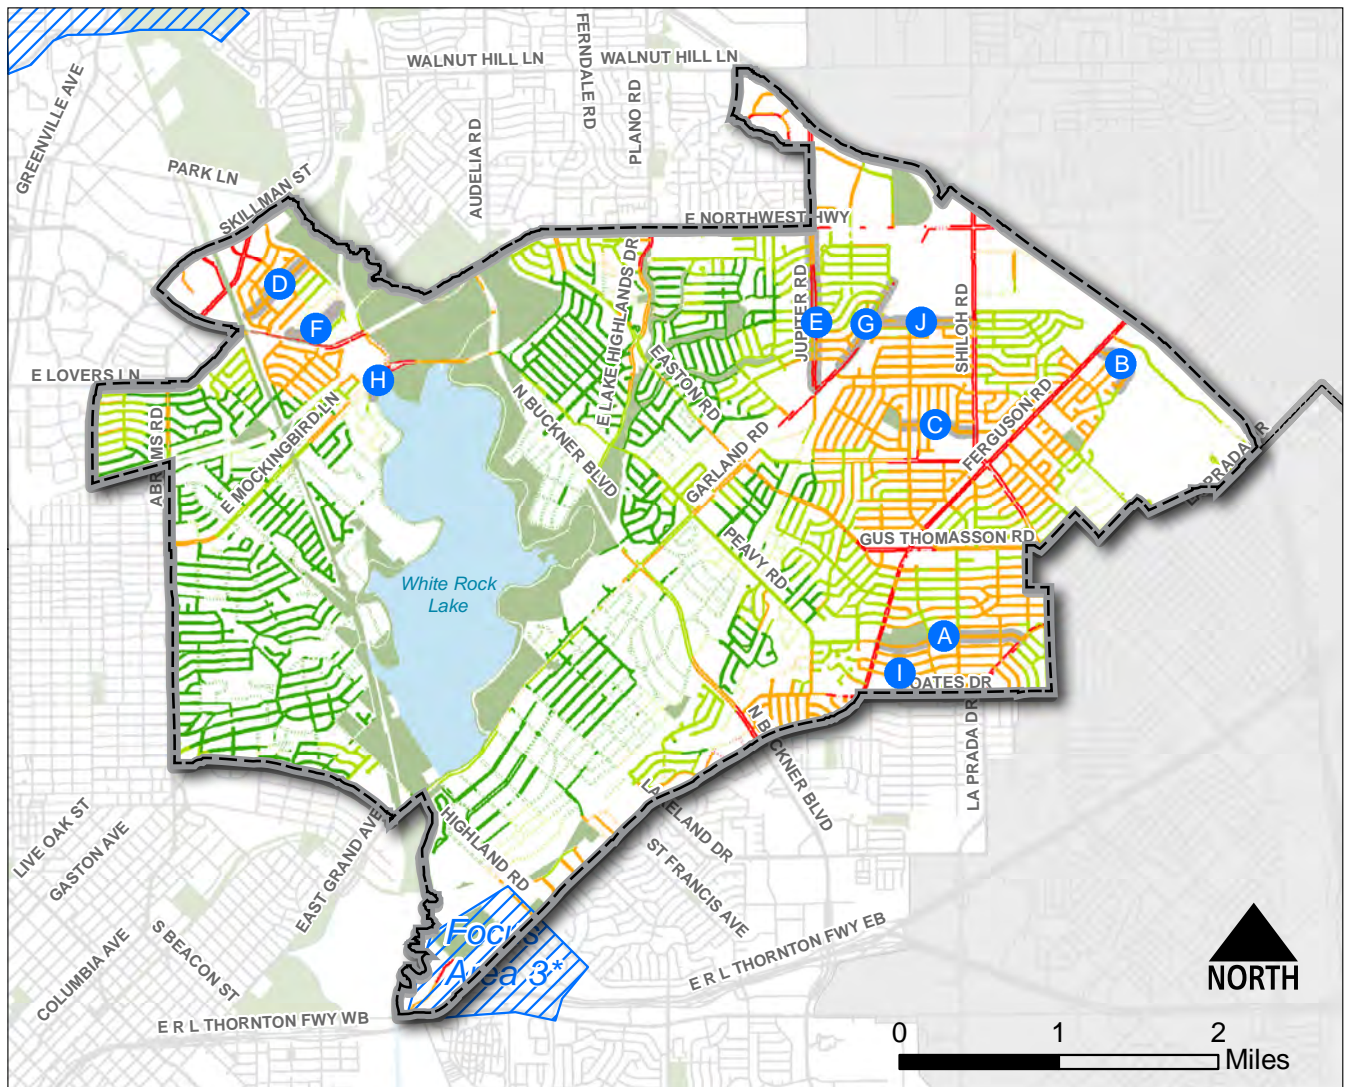 WALNUT HILL LN
WALNUT HILL LN
FERNDALE RD
PLANO RD
AUDELIA RD
GREENVILLE AVE
PARK LN
SKILLMAN ST
E NORTHWEST HWY
D
F
E
G
J
B
H
C
JUPITER RD
SHILOH RD
E LAKE HIGHLANDS DR
EASTON RD
E LOVERS LN
ABRAMS RD
E MOCKINGBIRD LN
N BUCKNER BLVD
GARLAND RD
FERGUSON RD
PEAVY RD
GUS THOMASSON RD
White Rock
Lake
A
I
OATES DR
LA PRADA DR
N BUCKNER BLVD
LAKELAND DR
ST FRANCIS AVE
HIGHLAND RD
EAST GRAND AVE
LIVE OAK ST
GASTON AVE
S BEACON ST
COLUMBIA AVE
Focus
Area 3*
E R L THORNTON FWY EB
E R L THORNTON FWY WB
NORTH
0 1 2
Miles